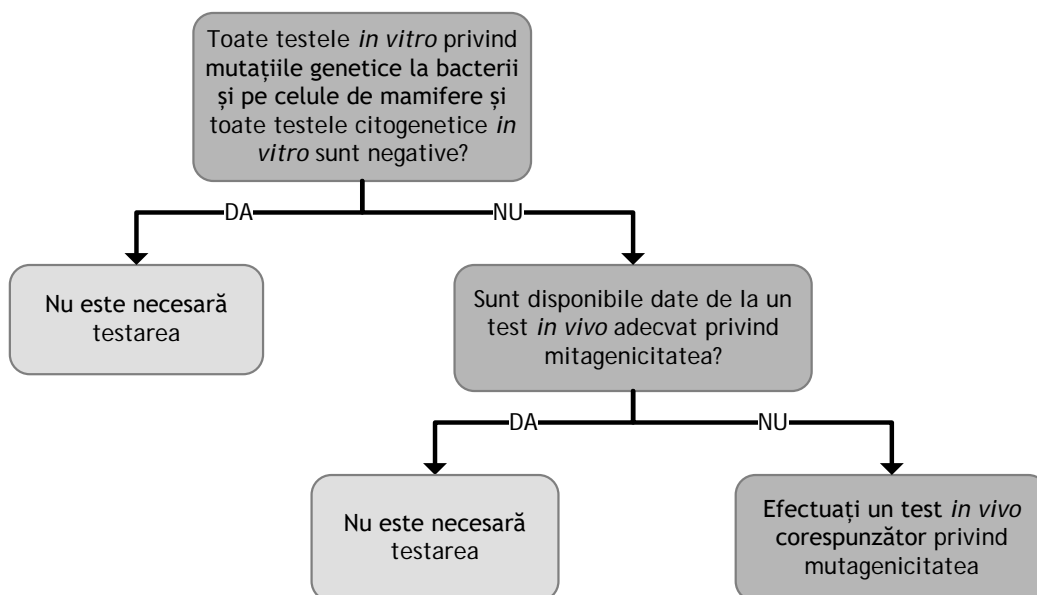 Toate testele in vitro privind
mutațiile genetice la bacterii
și pe celule de mamifere și
toate testele citogenetice in
vitro sunt negative?
DA
NU
Nu este necesară
testarea
Sunt disponibile date de la un
test in vivo adecvat privind
mitagenicitatea?
DA
NU
Nu este necesară
testarea
Efectuați un test in vivo
corespunzător privind
mutagenicitatea